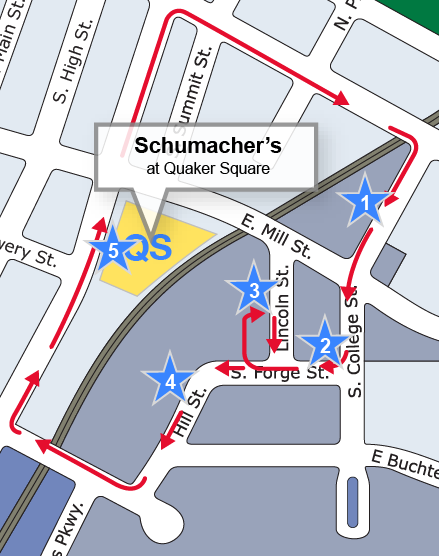 Main St.
S. High St.
Summit St.
N. P
Schumacher's
at Quaker Square
1
E. Mill St.
5
QS
wery St.
3
Lincoln St.
2
S. College St.
4
S. Forge St.
Hill St.
E Buchte
s Pkwy.